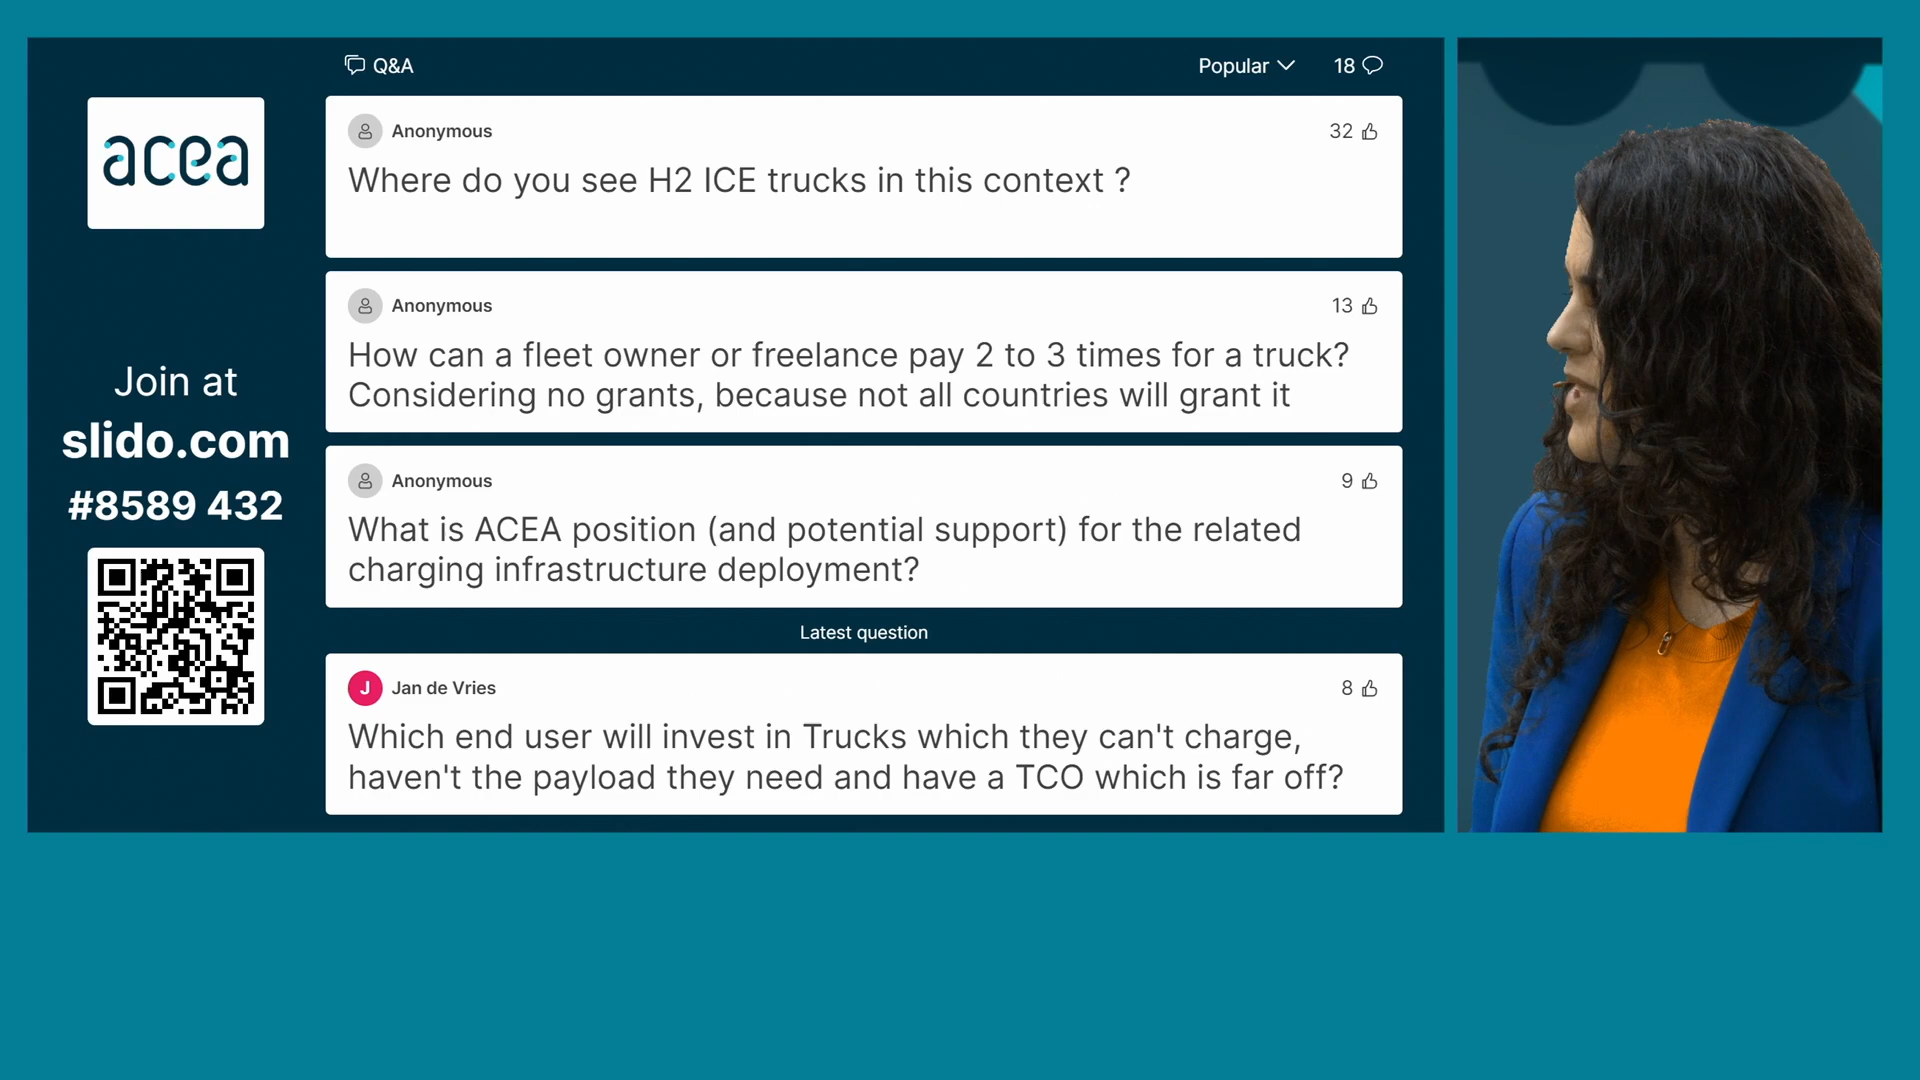 Q&A
Popular
18
acea
Anonymous
32
Where do you see H2 ICE trucks in this context ?
Anonymous
13
How can a fleet owner or freelance pay 2 to 3 times for a truck?
Considering no grants, because not all countries will grant it
Join at
slido.com
#8589 432
Anonymous
9
What is ACEA position (and potential support) for the related
charging infrastructure deployment?
Latest question
J
Jan de Vries
8
Which end user will invest in Trucks which they can't charge,
haven't the payload they need and have a TCO which is far off?